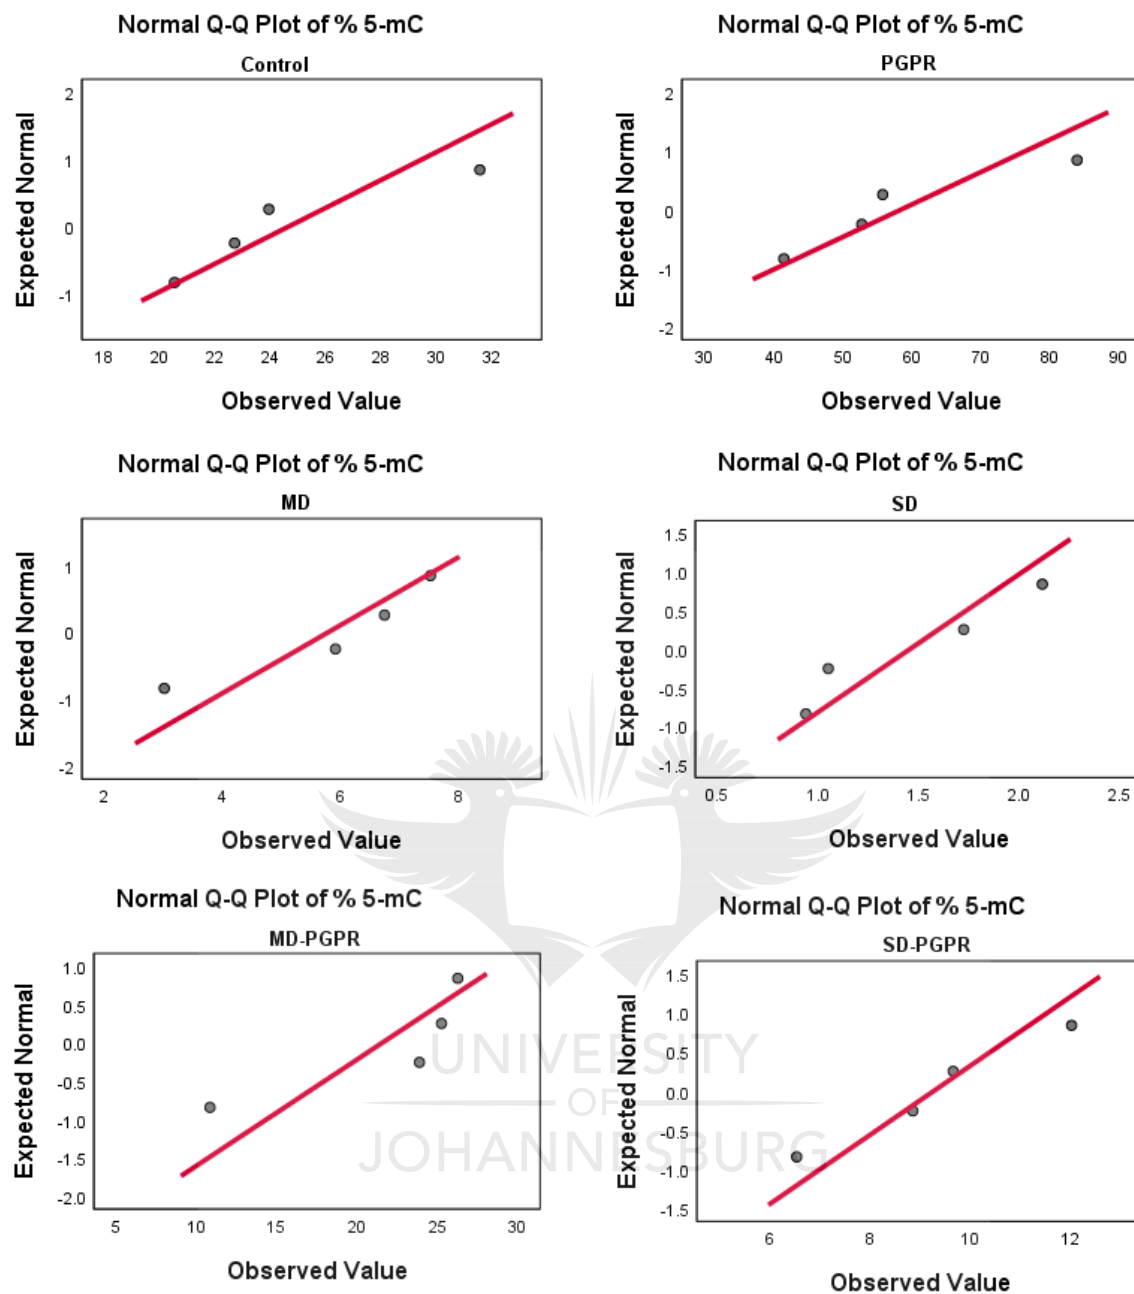 Normal Q-Q Plot of % 5-mC
Control
2
1
0
-1
Expected Normal
18 20 22 24 26 28 30 32
Observed Value
Normal Q-Q Plot of % 5-mC
PGPR
2
1
0
-1
-2
Expected Normal
30 40 50 60 70 80 90
Observed Value
Normal Q-Q Plot of % 5-mC
MD
1
0
-1
-2
Expected Normal
2 4 6 8
Observed Value
Normal Q-Q Plot of % 5-mC
SD
1.5
1.0
0.5
0.0
-0.5
-1.0
-1.5
Expected Normal
0.5 1.0 1.5 2.0 2.5
Observed Value
Normal Q-Q Plot of % 5-mC
MD-PGPR
1.0
0.5
0.0
-0.5
-1.0
-1.5
-2.0
Expected Normal
5 10 15 20 25 30
Observed Value
Normal Q-Q Plot of % 5-mC
SD-PGPR
1.5
1.0
0.5
0.0
-0.5
-1.0
-1.5
Expected Normal
6 8 10 12
Observed Value
UNIVERSITY
OF
JOHANNESBURG